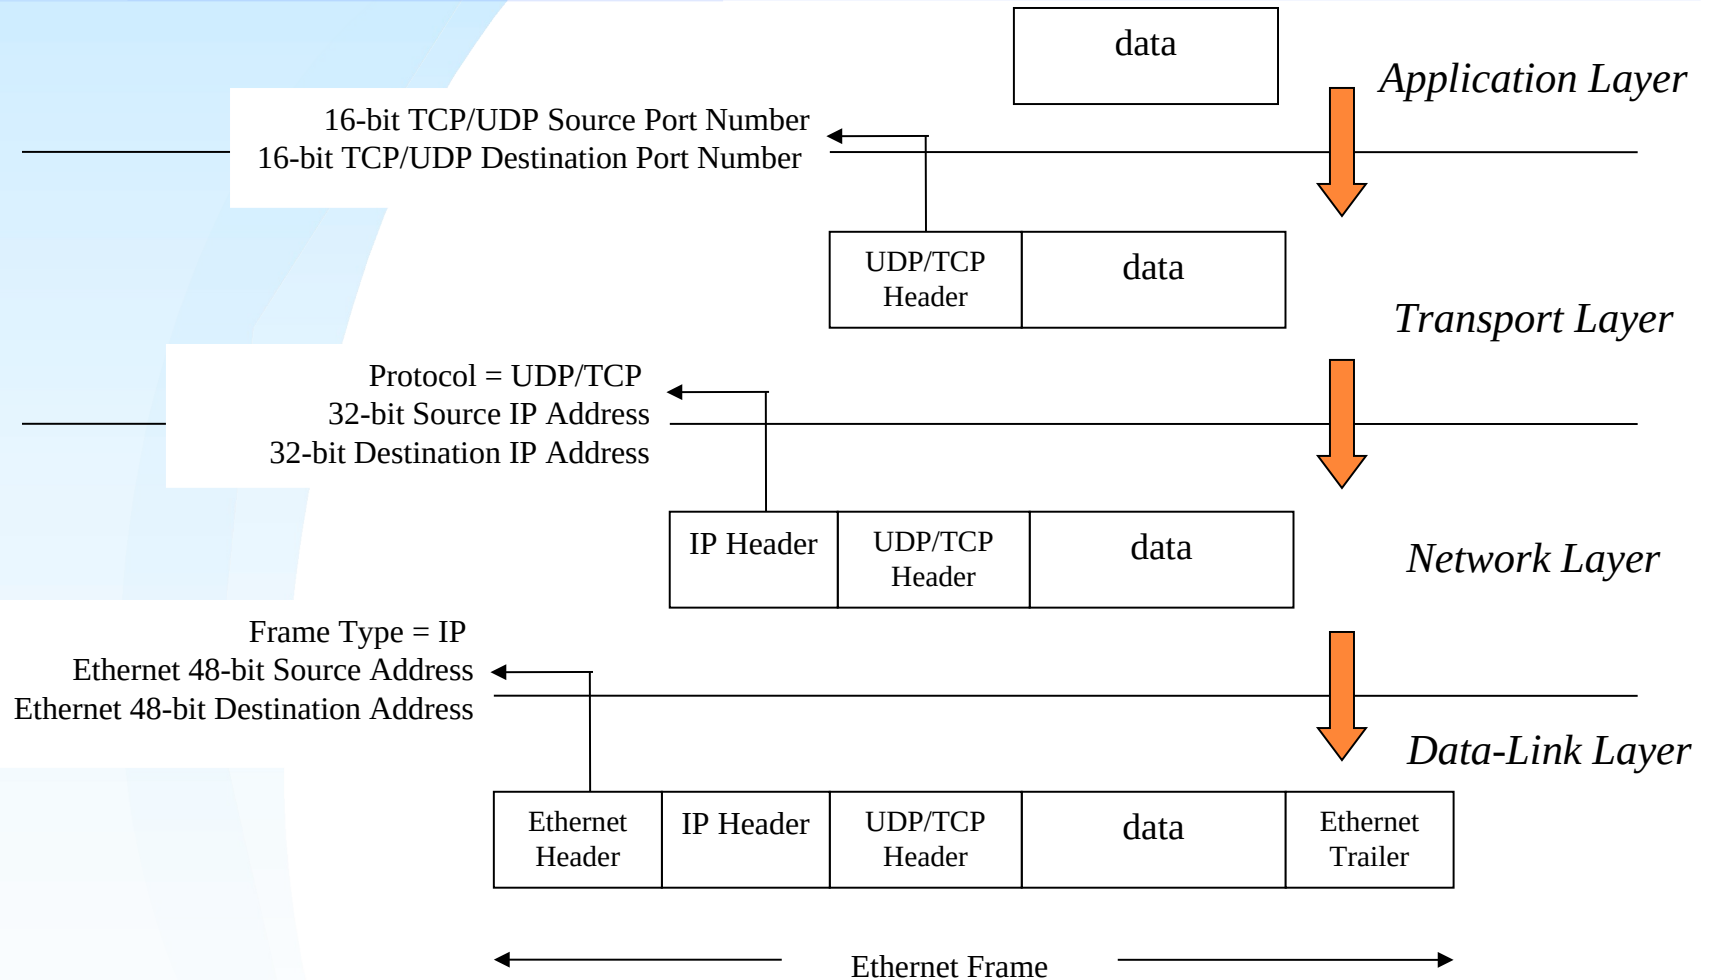 data
Application Layer
16-bit TCP/UDP Source Port Number
16-bit TCP/UDP Destination Port Number
UDP/TCP
Header
data
Transport Layer
Protocol = UDP/TCP
32-bit Source IP Address
32-bit Destination IP Address
IP Header
UDP/TCP
Header
data
Network Layer
Frame Type = IP
Ethernet 48-bit Source Address
Ethernet 48-bit Destination Address
Data-Link Layer
Ethernet
Header
IP Header
UDP/TCP
Header
data
Ethernet
Trailer
Ethernet Frame